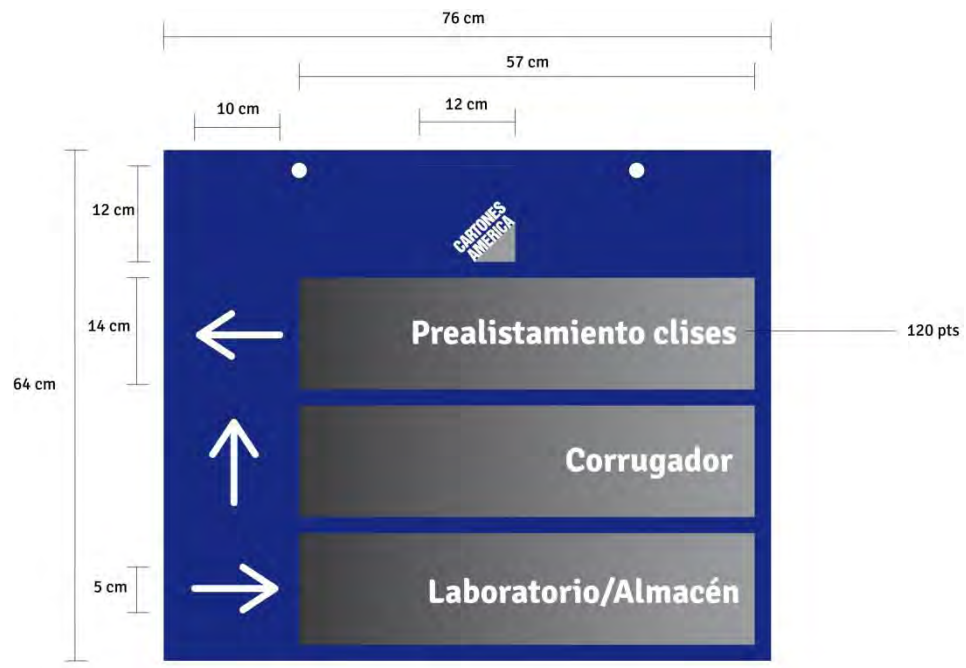 76 cm
57 cm
10 cm
12 cm
12 cm
CARTONES
AMERICA
14 cm
Prealistamiento clises
120 pts
64 cm
Corrugador
5 cm
Laboratorio/Almacén